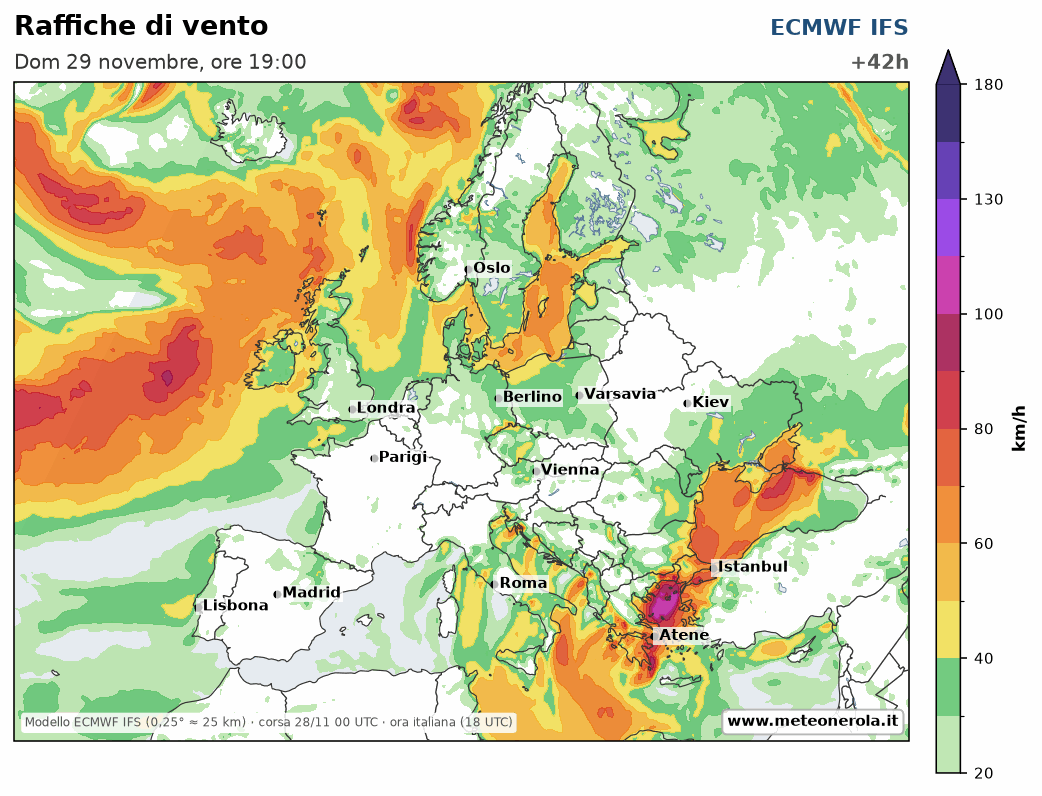 Raffiche di vento
ECMWF IFS
Dom 29 novembre, ore 19:00
+42h
180
130
100
80
60
40
20
km/h
Oslo
Berlino
Varsavia
Kiev
Londra
Parigi
Vienna
Istanbul
Roma
Madrid
Lisbona
Atene
Modello ECMWF IFS (0,25° ≈ 25 km) · corsa 28/11 00 UTC · ora italiana (18 UTC)
www.meteonerola.it